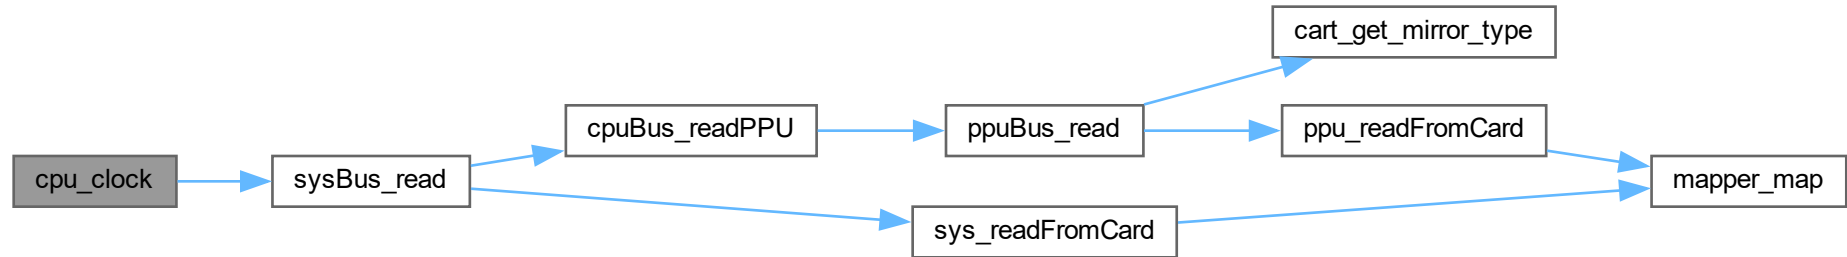 cart_get_mirror_type
cpuBus_readPPU
ppuBus_read
ppu_readFromCard
cpu_clock
sysBus_read
mapper_map
sys_readFromCard